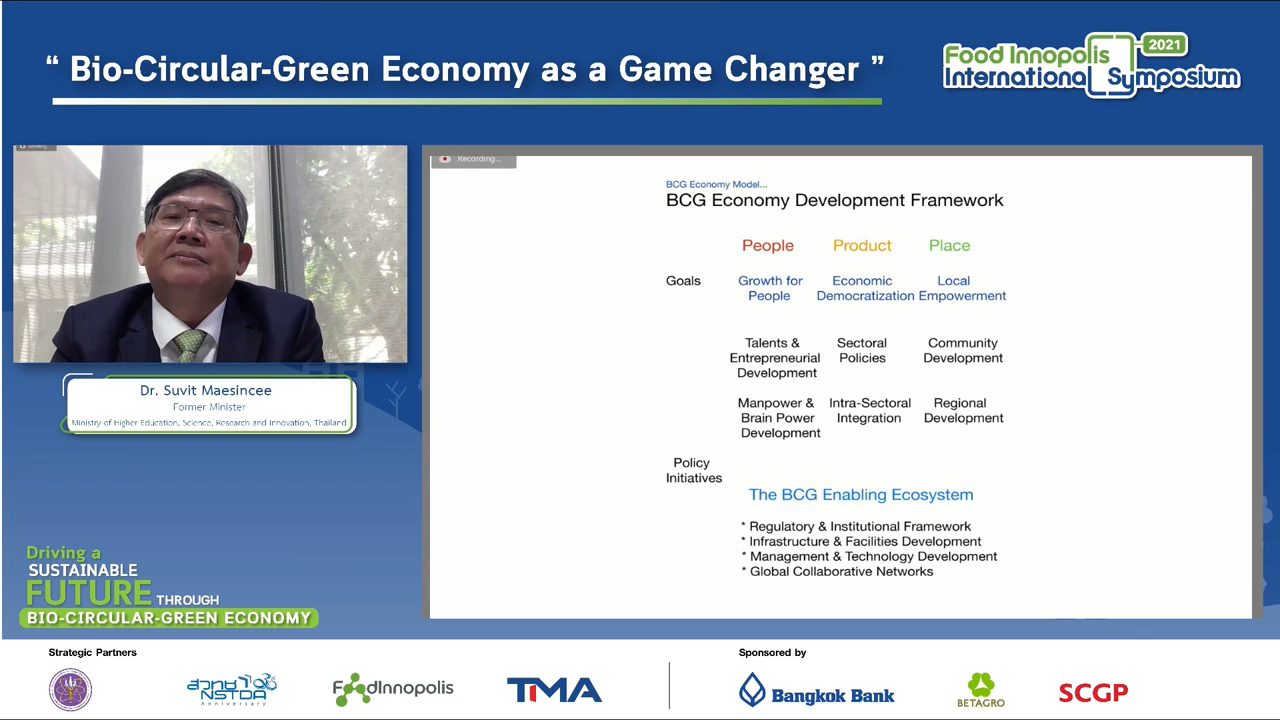 “ Bio-Circular-Green Economy as a Game Changer ”
Food Innopolis
2021
International Symposium
Recording...
BCG Economy Model...
BCG Economy Development Framework
People Product Place
Goals
Growth for People
Economic Democratization
Local Empowerment
Talents & Entrepreneurial Development
Sectoral Policies
Community Development
Manpower & Brain Power Development
Intra-Sectoral Integration
Regional Development
Policy Initiatives
The BCG Enabling Ecosystem
* Regulatory & Institutional Framework
* Infrastructure & Facilities Development
* Management & Technology Development
* Global Collaborative Networks
Dr. Suvit Maesincee
Former Minister
Ministry of Higher Education, Science, Research and Innovation, Thailand
Driving a
SUSTAINABLE
FUTURE THROUGH
BIO-CIRCULAR-GREEN ECONOMY
Strategic Partners
สวทช
NSTDA
Anniversary
FoodInnopolis
TMA
Sponsored by
Bangkok Bank
BETAGRO
SCGP